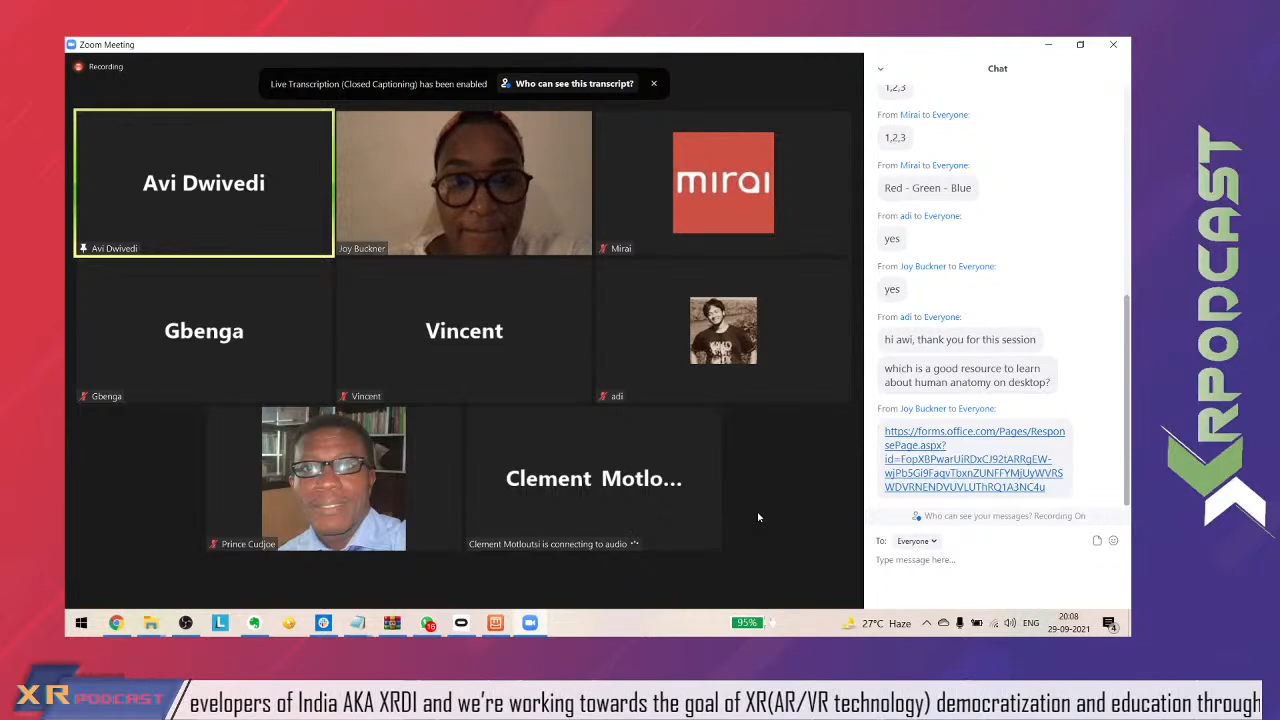 Zoom Meeting
Recording
Live Transcription (Closed Captioning) has been enabled
Who can see this transcript?
Avi Dwivedi
Avi Dwivedi
Joy Buckner
mirai
Mirai
Gbenga
Gbenga
Vincent
Vincent
adi
Prince Cudjoe
Clement Motlo...
Clement Motloutsi is connecting to audio
Chat
1,2,3
From Mirai to Everyone:
1,2,3
From Mirai to Everyone:
Red - Green - Blue
From adi to Everyone:
yes
From Joy Buckner to Everyone:
yes
From adi to Everyone:
hi awi, thank you for this session
which is a good resource to learn
about human anatomy on desktop?
From Joy Buckner to Everyone:
https://forms.office.com/Pages/Respon
sePage.aspx?
id=FopXBPwarUiRDxCJ92tARRgEW-
wjPb5Gi9FaqvTbxnZUNFFYMjUyWVRS
WDVRNENDVUVLUThRQ1A3NC4u
Who can see your messages? Recording On
To:
Everyone
Type message here...
95%
27°C Haze
ENG
20:08
29-09-2021
4
16
XRPODCAST
XR PODCAST
evelopers of India AKA XRDI and we're working towards the goal of XR(AR/VR technology) democratization and education through